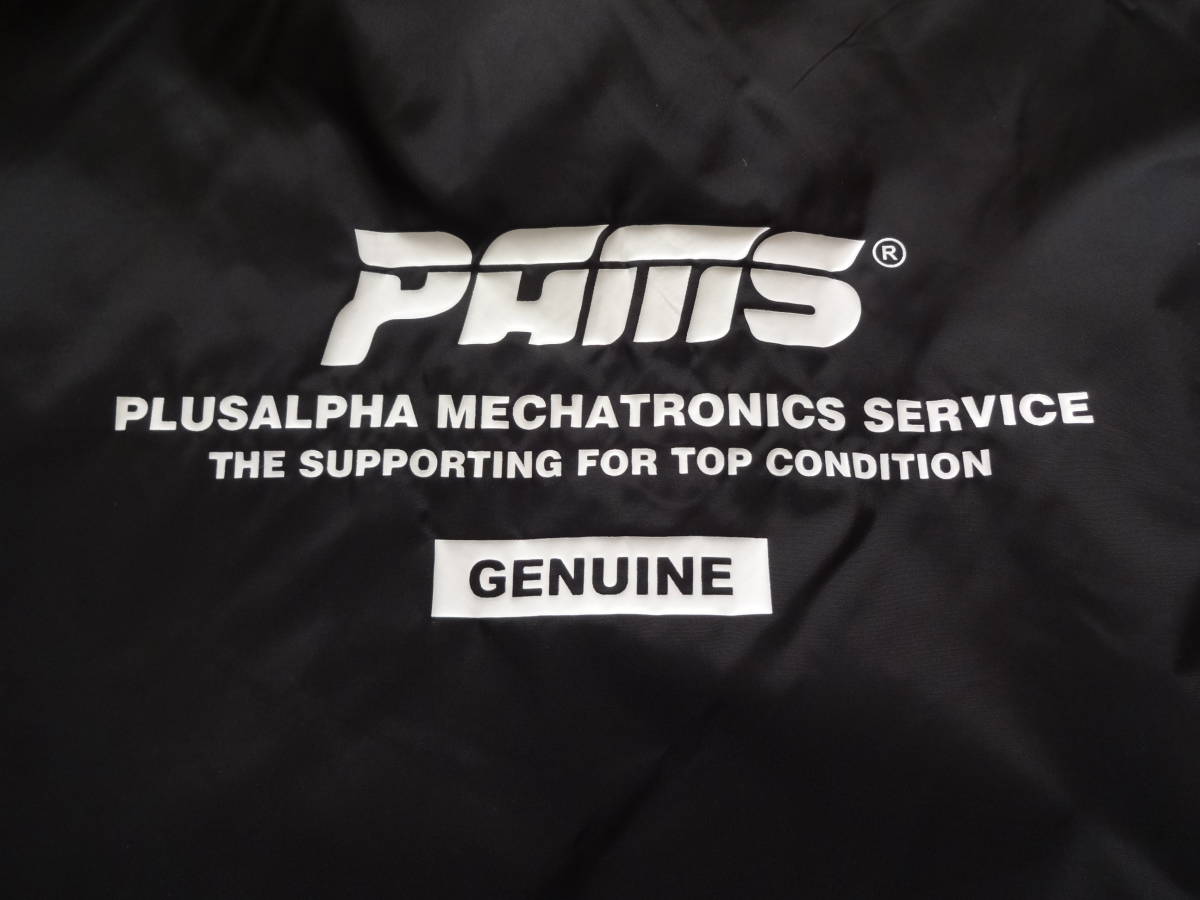 PAMS®
PLUSALPHA MECHATRONICS SERVICE
THE SUPPORTING FOR TOP CONDITION
GENUINE